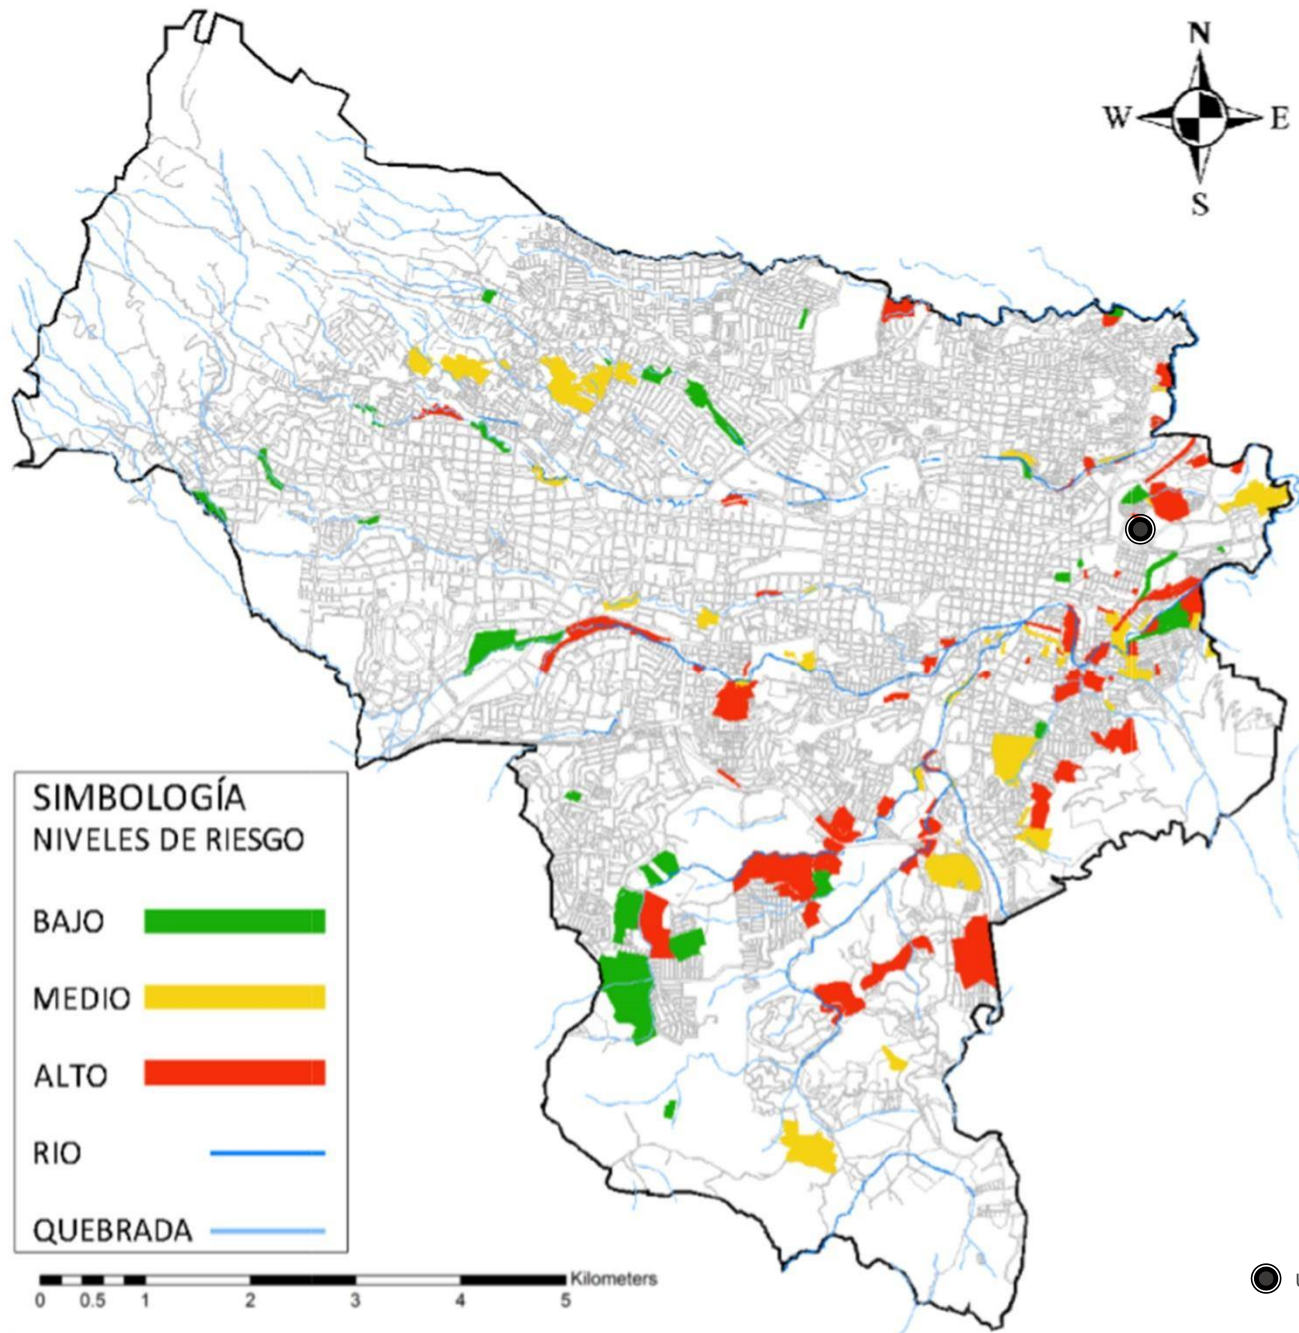 N
W E
S
SIMBOLOGÍA
NIVELES DE RIESGO
BAJO
MEDIO
ALTO
RIO
QUEBRADA
Kilometers
0 0.5 1 2 3 4 5